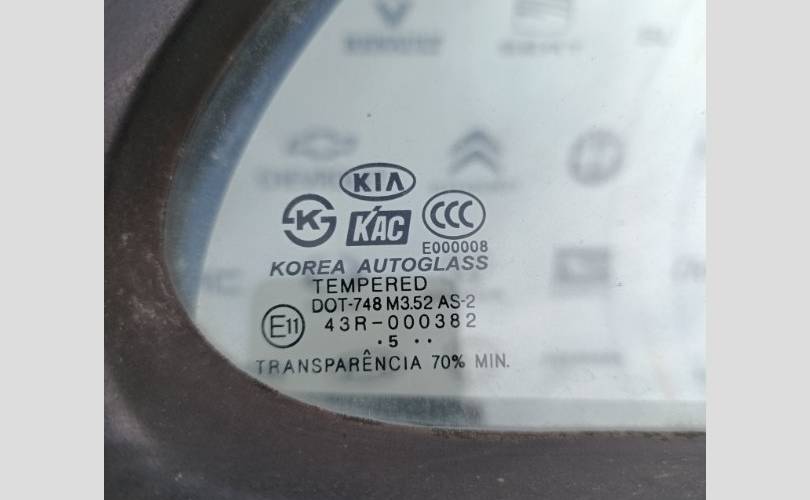 KIA
KAC
CCC
E000008
KOREA AUTOGLASS
TEMPERED
DOT-748 M3.52 AS-2
E11
43R-000382
·5 ··
TRANSPARÊNCIA 70% MIN.